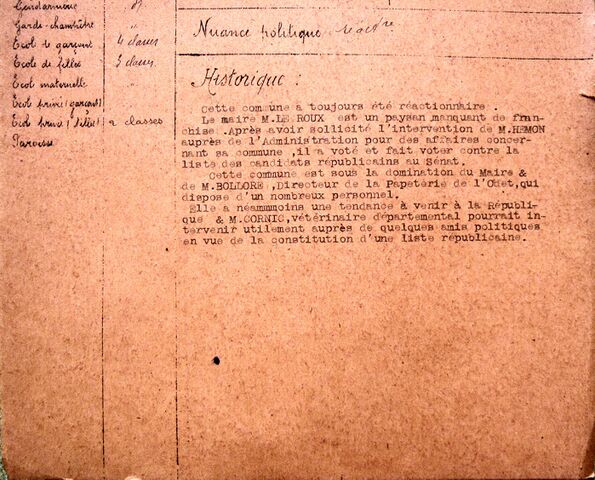 Gendarmerie
Garde-champêtre "
Ecol de garçons 4 classes
Ecole de filles 3 classes
Ecol maternelle "
Ecol privé (garçons)
Ecol privé (filles) 2 classes
Paroisse
Nuance politique réactre
Historique :
Cette commune a toujours été réactionnaire.
Le maire M.LE ROUX est un paysan manquant de fran-
chise .Après avoir sollicité l'intervention de M.HEMON
auprès de l'Administration pour des affaires concer-
nant sa commune ,il a voté et fait voter contre la
liste des candidats républicains au Sénat.
Cette commune est sous la domination du Maire &
de M.BOLLORE ,Directeur de la Papeterie de l'Odet,qui
dispose d'un nombreux personnel.
Elle a néammmoins une tendance à venir à la Républi-
que & M.CORNIC,vétérinaire départemental pourrait in-
tervenir utilement auprès de quelques amis politiques
en vue de la constitution d'une liste républicaine.